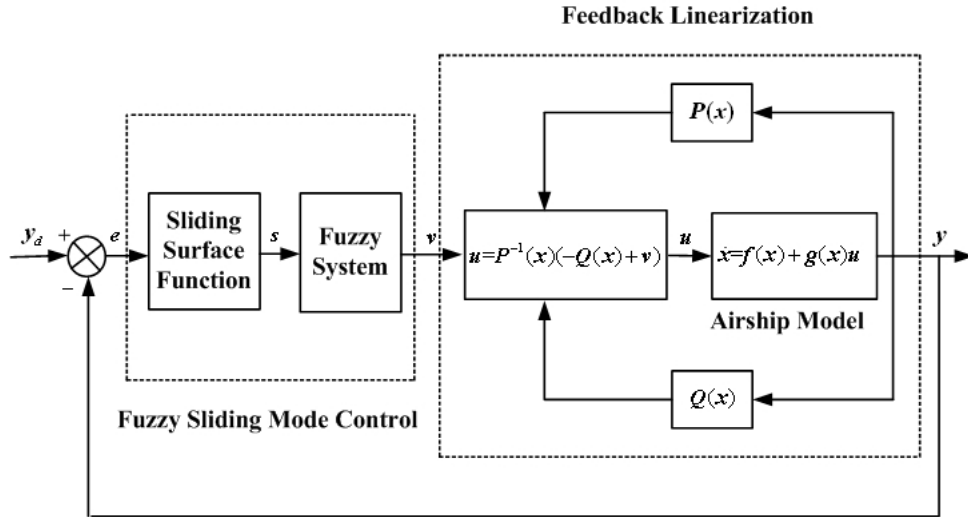 Feedback Linearization
P(x)
y_d
+
−
e
Sliding
Surface
Function
s
Fuzzy
System
v
u=P⁻¹(x)(-Q(x)+v)
u
ẋ=f(x)+g(x)u
y
Airship Model
Q(x)
Fuzzy Sliding Mode Control